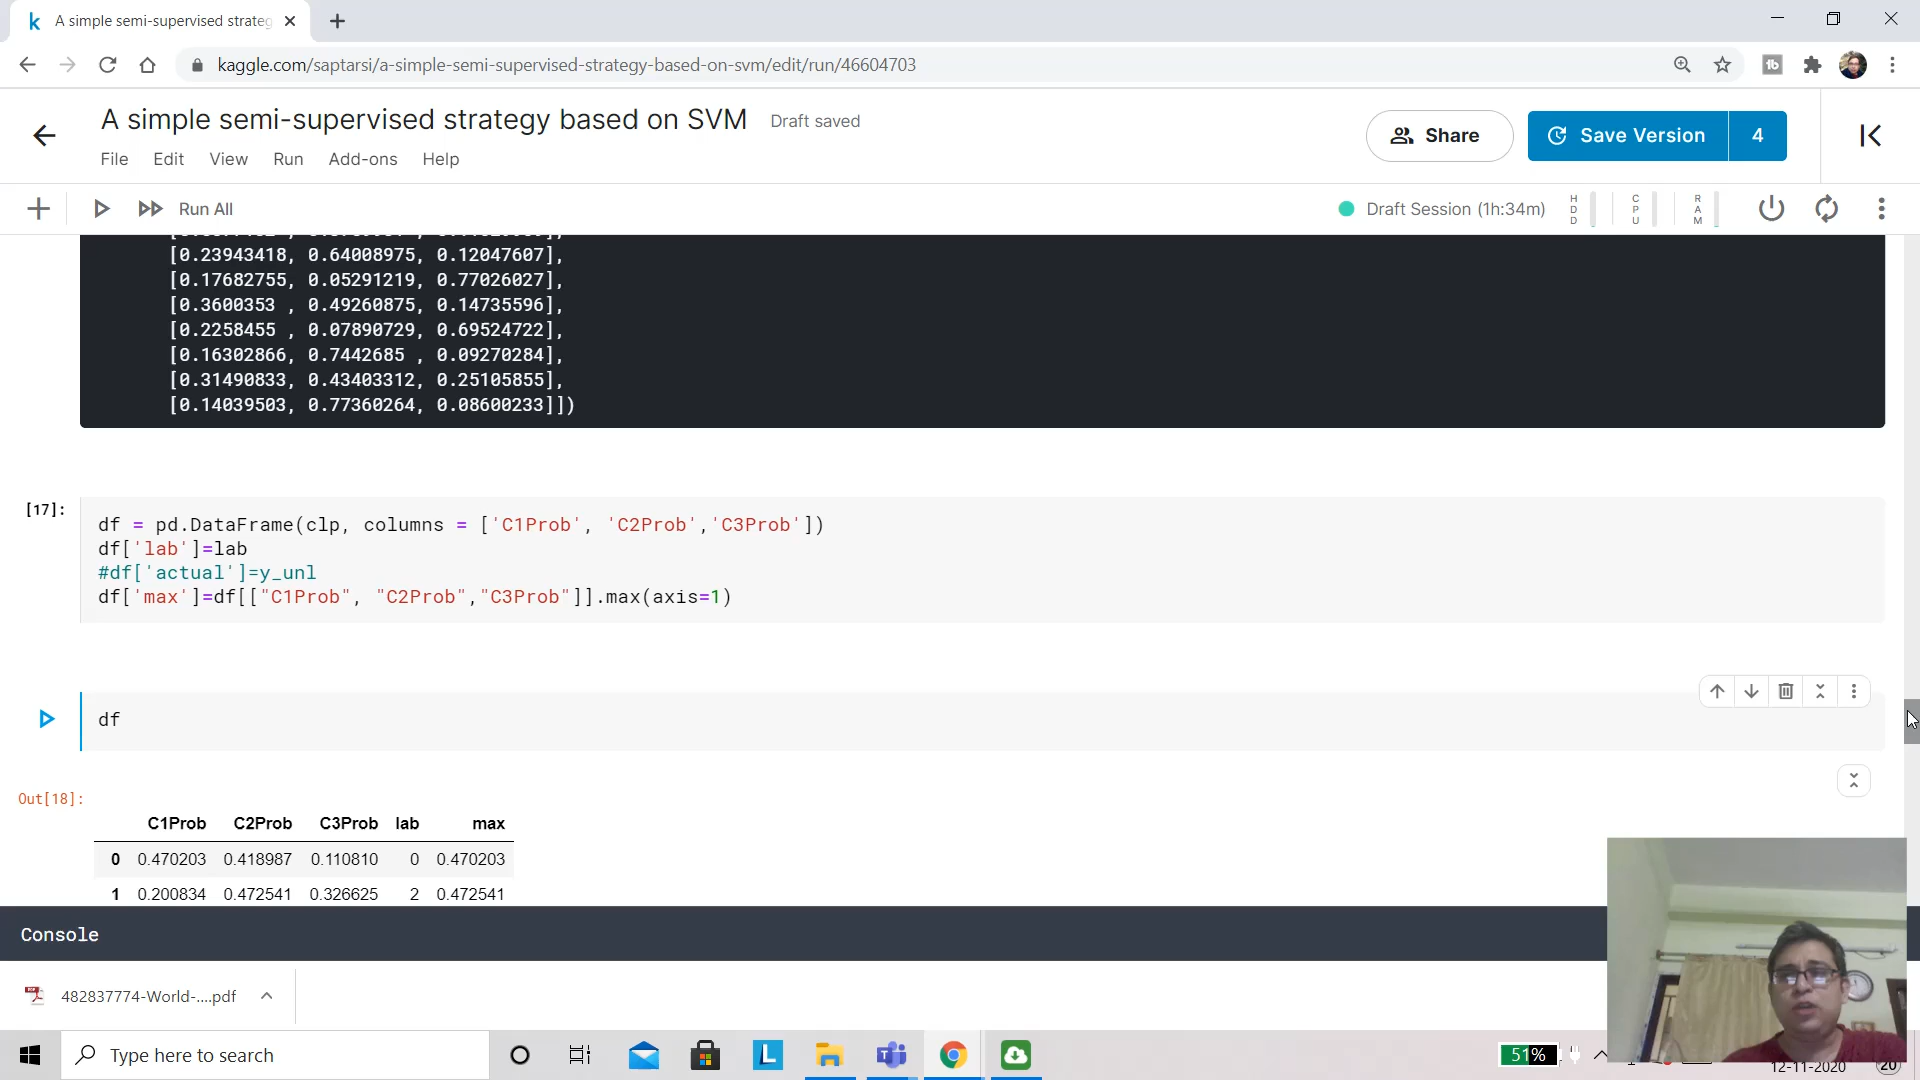 A simple semi-supervised strateg
kaggle.com/saptarsi/a-simple-semi-supervised-strategy-based-on-svm/edit/run/46604703
A simple semi-supervised strategy based on SVM Draft saved
File Edit View Run Add-ons Help
Share
Save Version 4
Run All
Draft Session (1h:34m) HDD CPU RAM
[0.23943418, 0.64008975, 0.12047607],
[0.17682755, 0.05291219, 0.77026027],
[0.3600353 , 0.49260875, 0.14735596],
[0.2258455 , 0.07890729, 0.69524722],
[0.16302866, 0.7442685 , 0.09270284],
[0.31490833, 0.43403312, 0.25105855],
[0.14039503, 0.77360264, 0.08600233]])
[17]:
df = pd.DataFrame(clp, columns = ['C1Prob', 'C2Prob','C3Prob'])
df['lab']=lab
#df['actual']=y_unl
df['max']=df[["C1Prob", "C2Prob","C3Prob"]].max(axis=1)
df
Out[18]:
C1Prob C2Prob C3Prob lab max
0 0.470203 0.418987 0.110810 0 0.470203
1 0.200834 0.472541 0.326625 2 0.472541
Console
482837774-World-....pdf
Type here to search
51%
12-11-2020
20